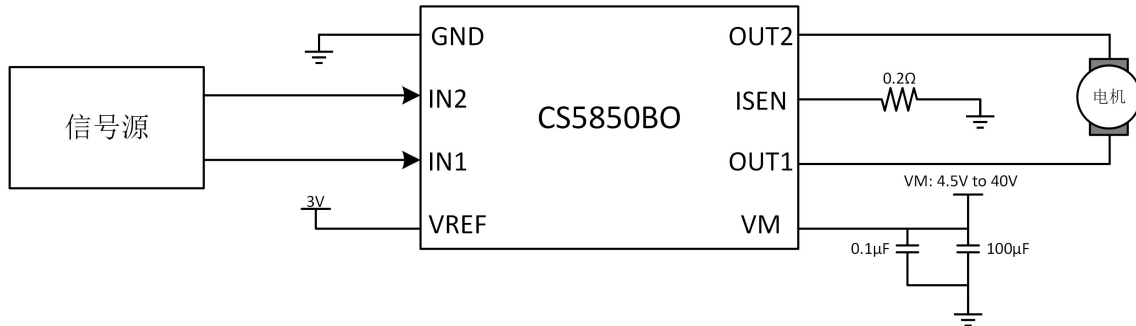 GND
OUT2
信号源
IN2
ISEN
0.2Ω
电机
CS5850BO
IN1
OUT1
VM: 4.5V to 40V
3V
VREF
VM
0.1μF
100μF